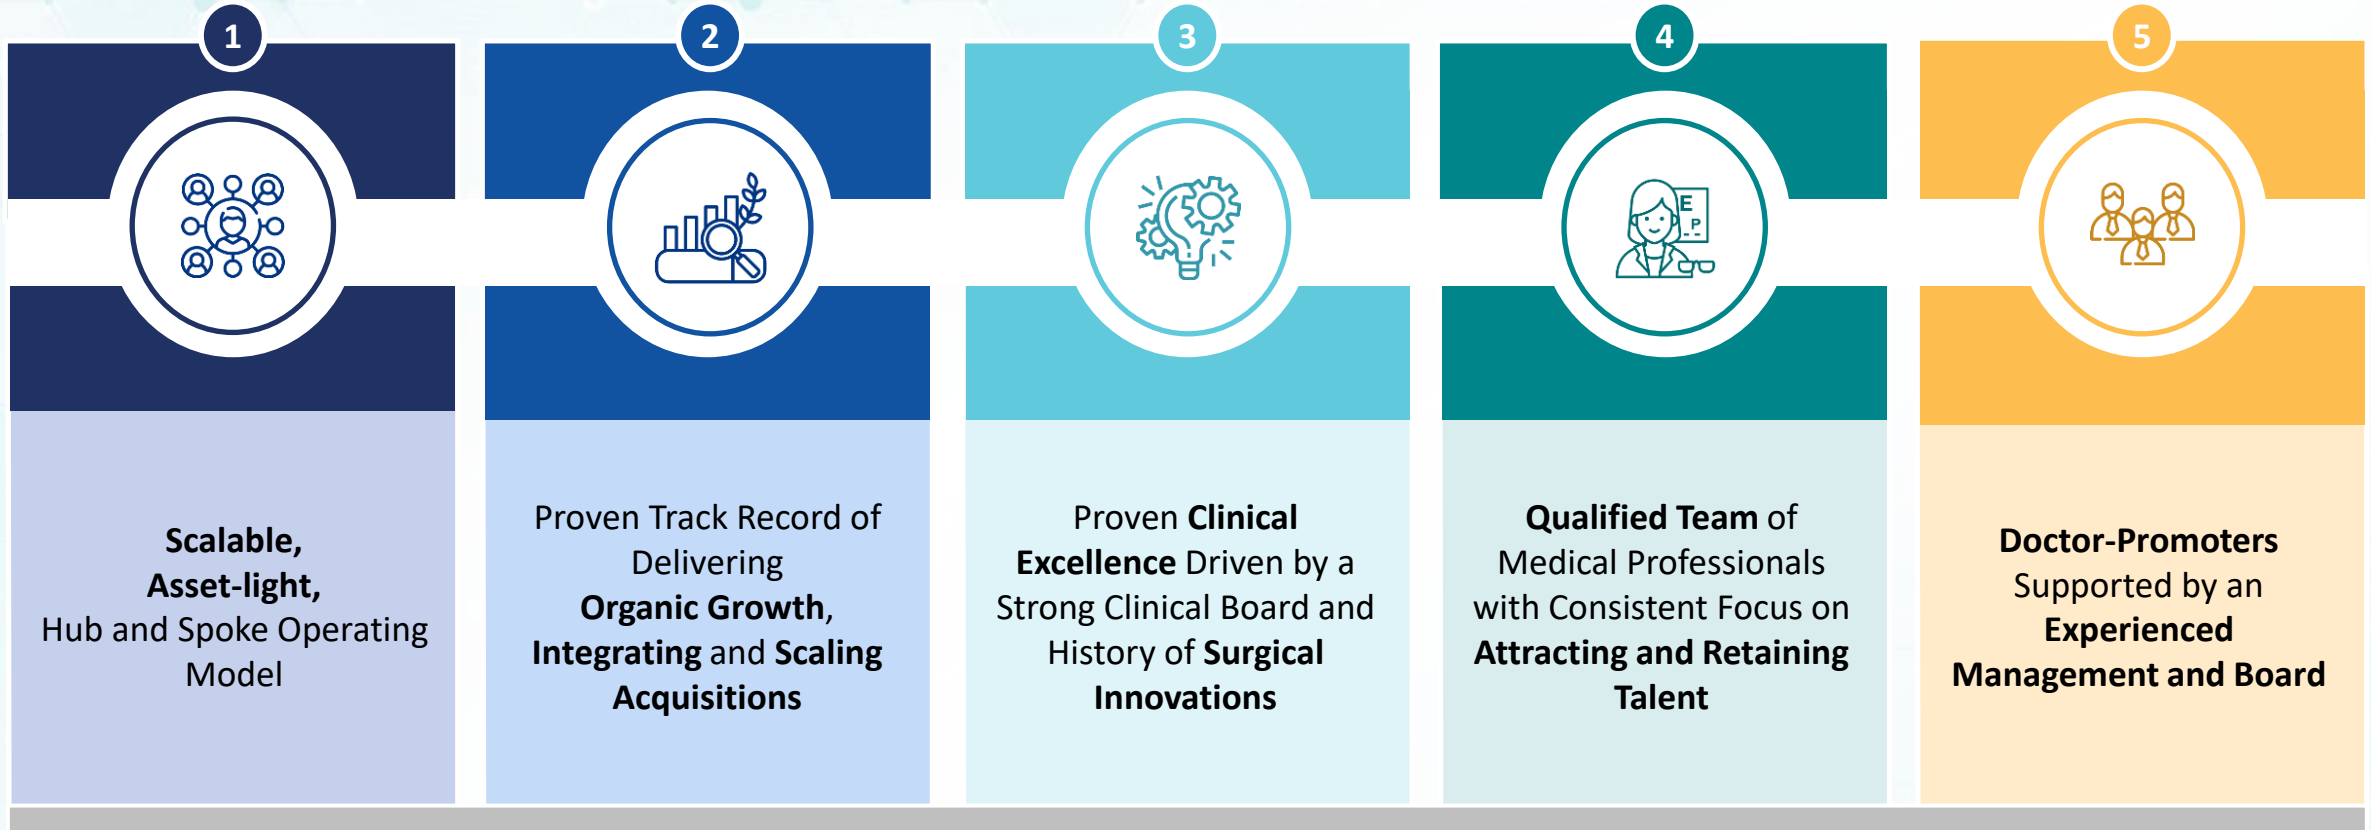 1
Scalable,
Asset-light,
Hub and Spoke Operating
Model
2
Proven Track Record of
Delivering
Organic Growth,
Integrating and Scaling
Acquisitions
3
Proven Clinical
Excellence Driven by a
Strong Clinical Board and
History of Surgical
Innovations
4
E
P
Qualified Team of
Medical Professionals
with Consistent Focus on
Attracting and Retaining
Talent
5
Doctor-Promoters
Supported by an
Experienced
Management and Board